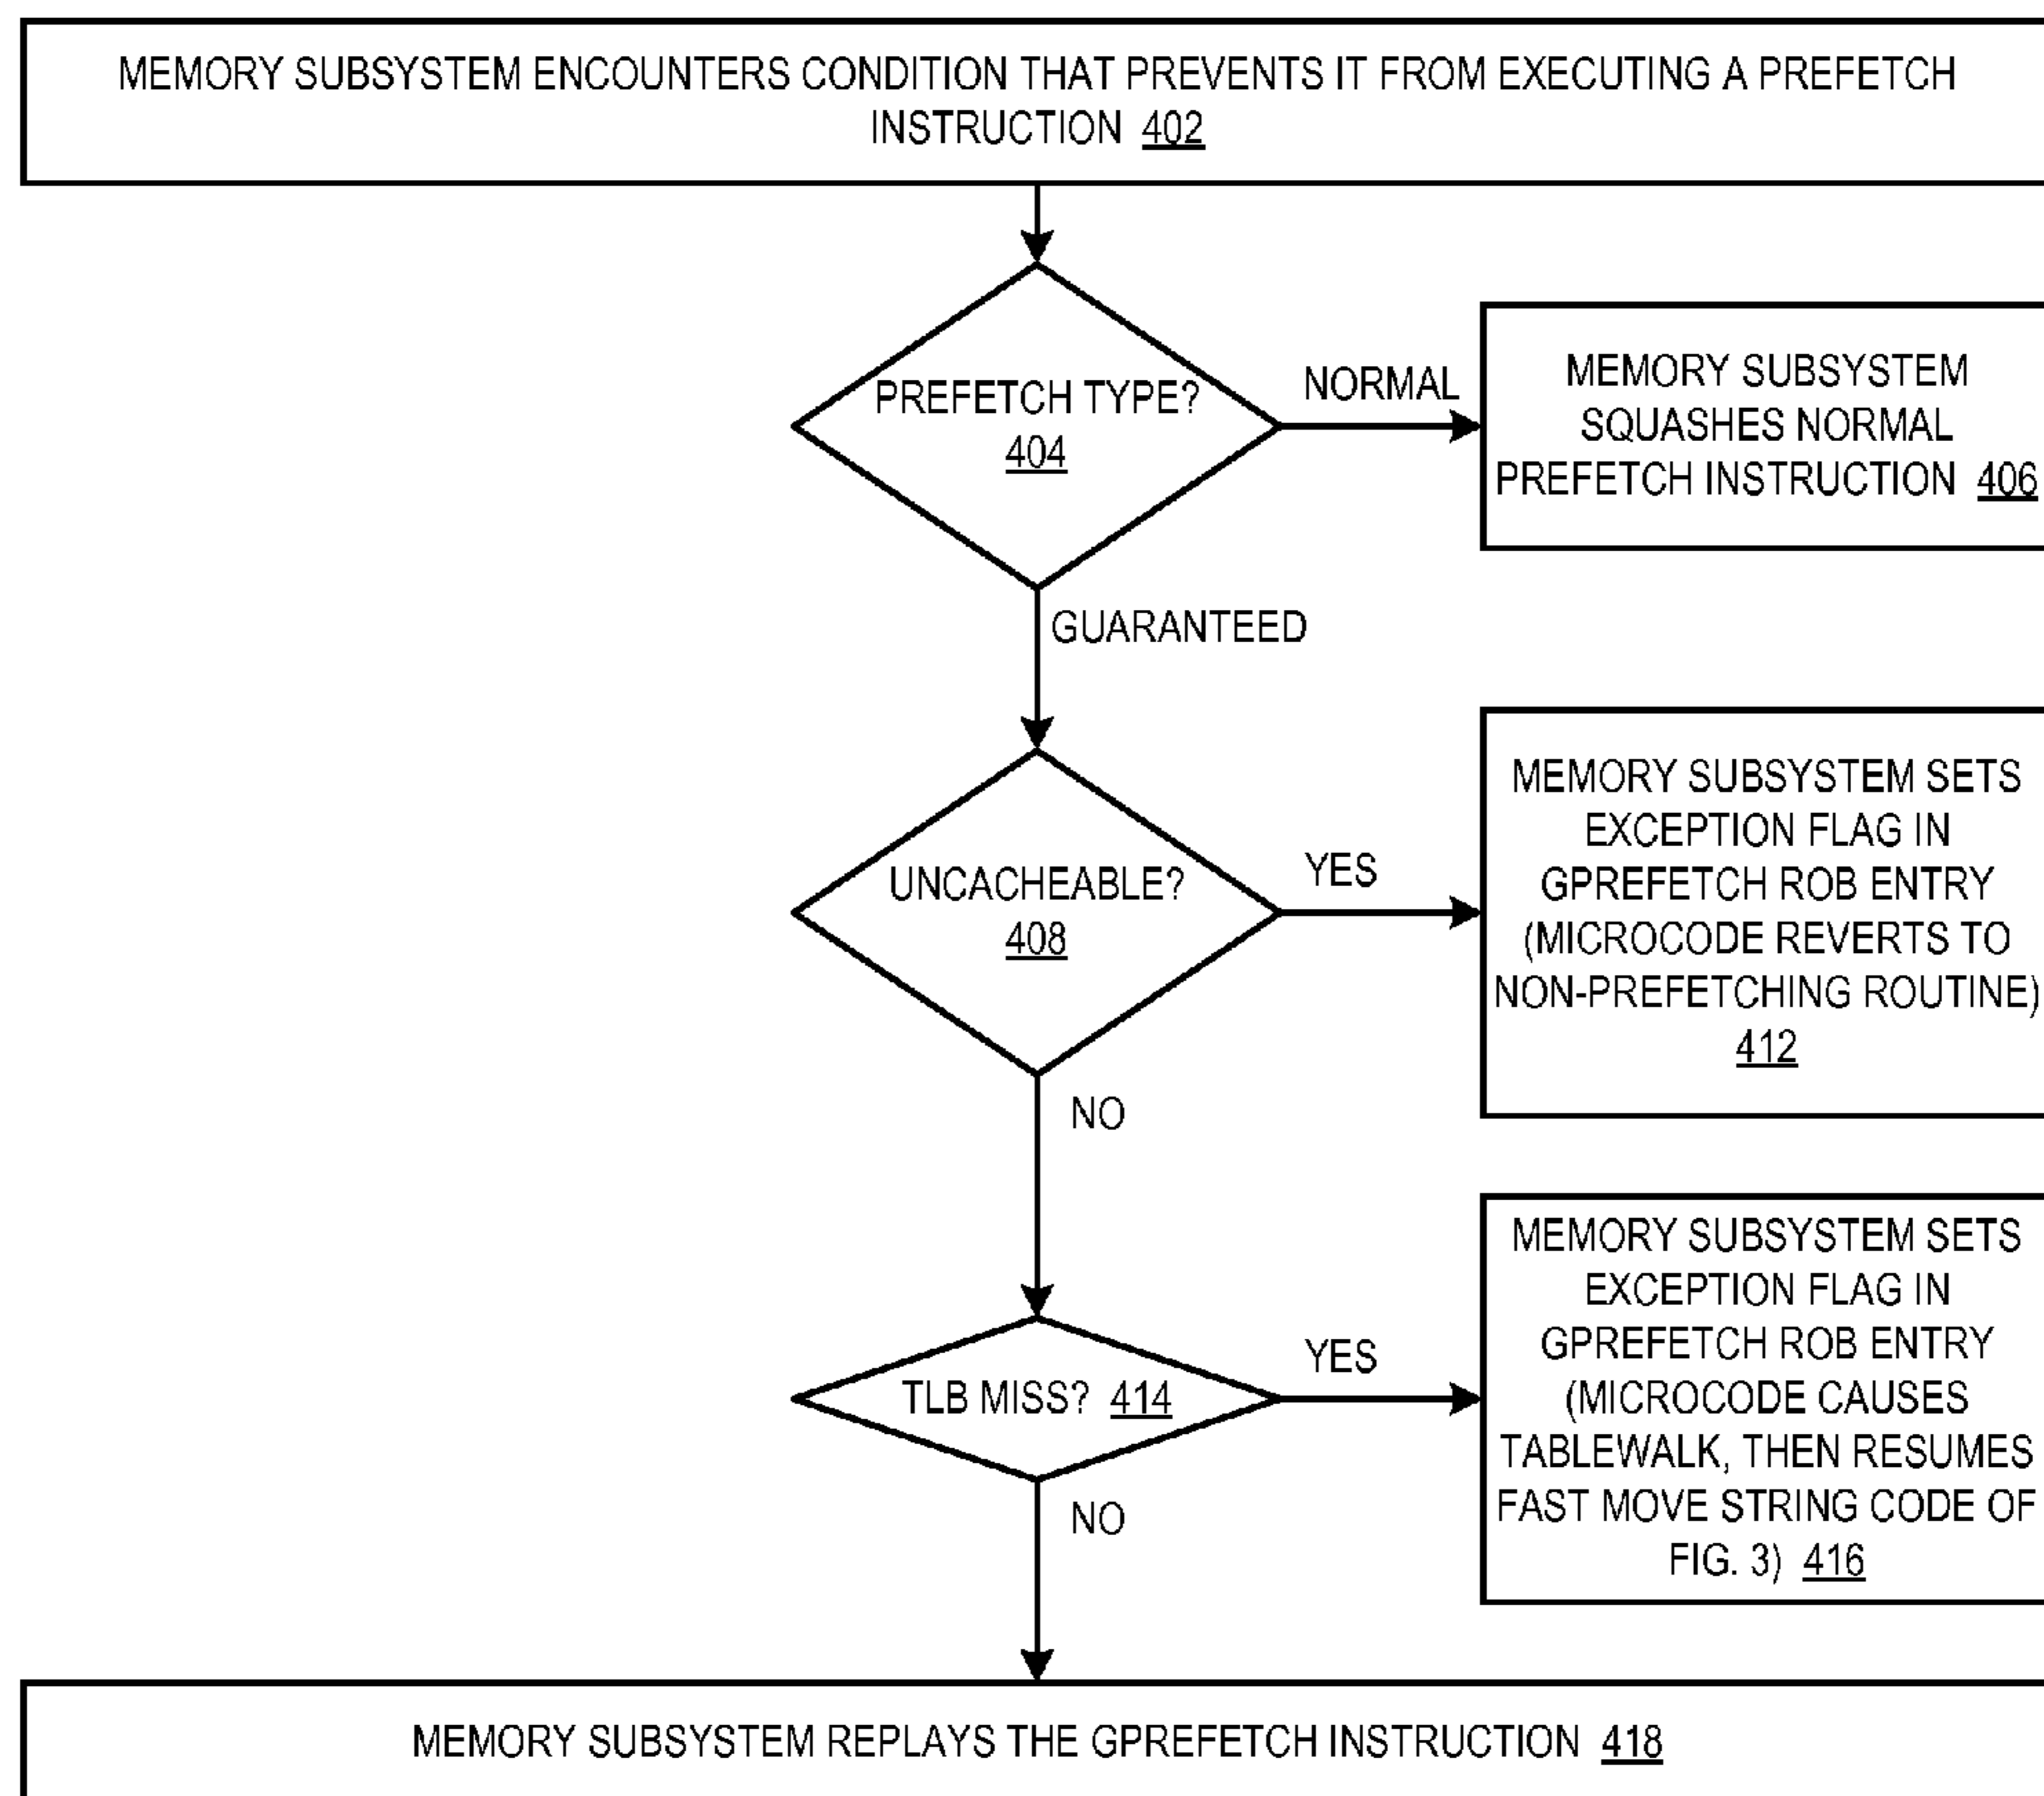 MEMORY SUBSYSTEM ENCOUNTERS CONDITION THAT PREVENTS IT FROM EXECUTING A PREFETCH
INSTRUCTION 402
PREFETCH TYPE?
404
NORMAL
MEMORY SUBSYSTEM
SQUASHES NORMAL
PREFETCH INSTRUCTION 406
GUARANTEED
UNCACHEABLE?
408
YES
MEMORY SUBSYSTEM SETS
EXCEPTION FLAG IN
GPREFETCH ROB ENTRY
(MICROCODE REVERTS TO
NON-PREFETCHING ROUTINE)
412
NO
TLB MISS? 414
YES
MEMORY SUBSYSTEM SETS
EXCEPTION FLAG IN
GPREFETCH ROB ENTRY
(MICROCODE CAUSES
TABLEWALK, THEN RESUMES
FAST MOVE STRING CODE OF
FIG. 3) 416
NO
MEMORY SUBSYSTEM REPLAYS THE GPREFETCH INSTRUCTION 418